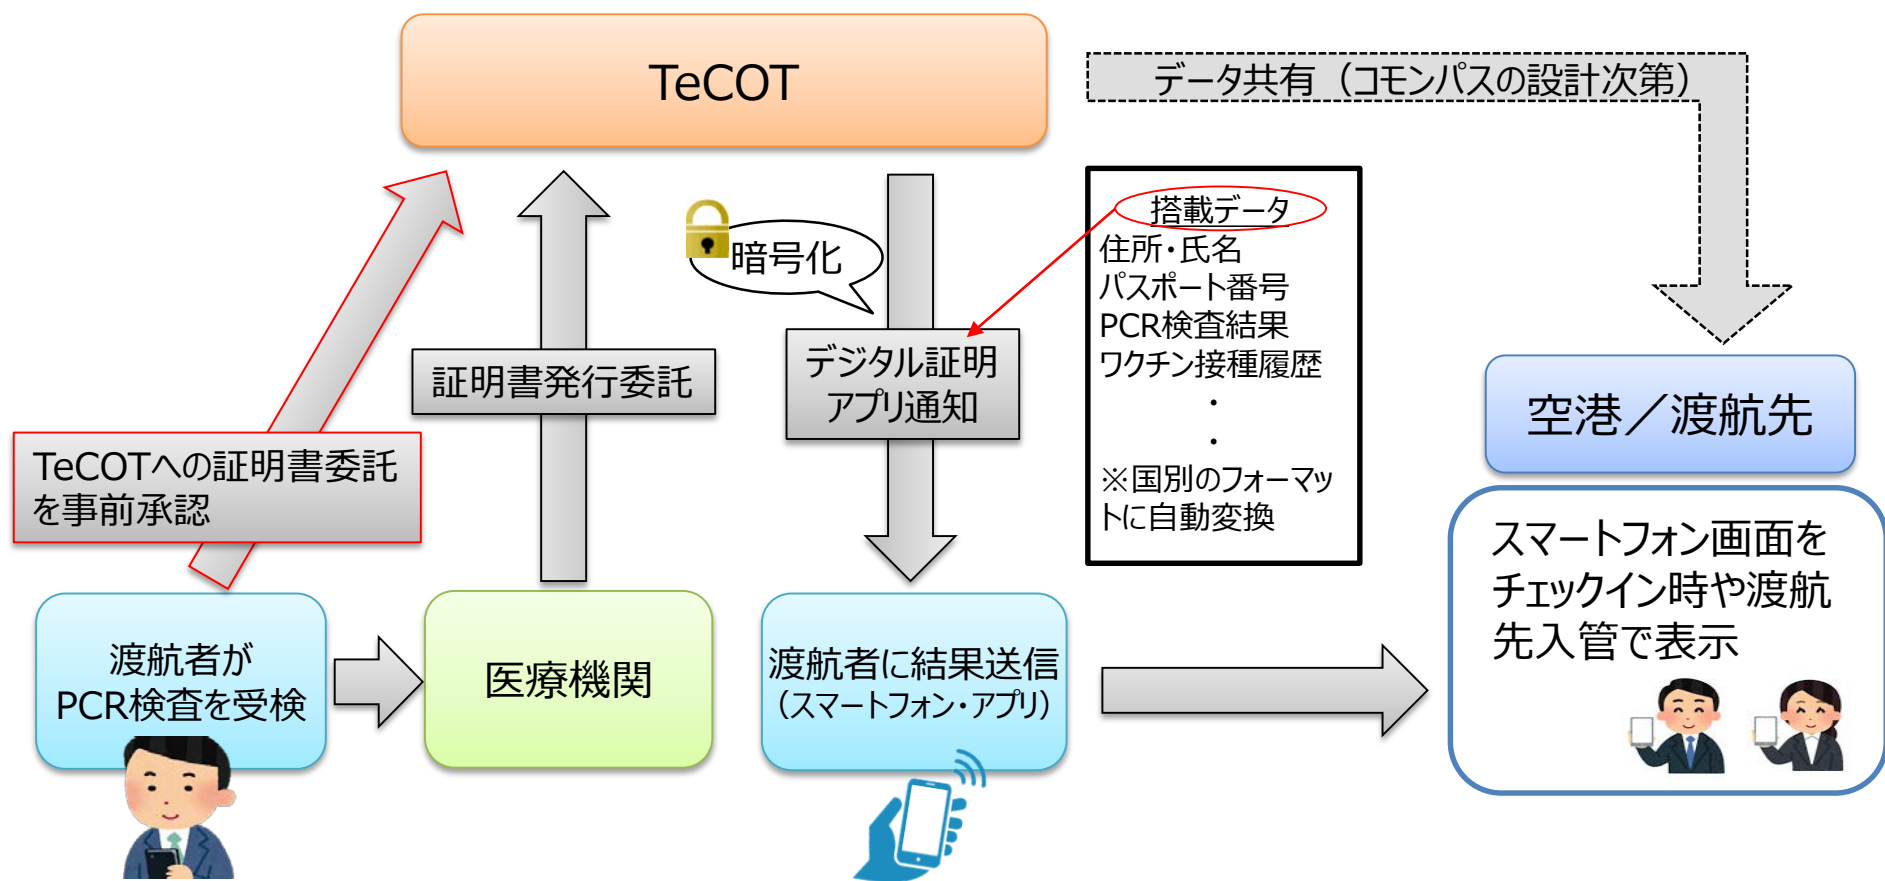 TeCOT
データ共有（コモンパスの設計次第）
暗号化
搭載データ
住所・氏名
パスポート番号
PCR検査結果
ワクチン接種履歴
・
・
※国別のフォーマッ
トに自動変換
デジタル証明
アプリ通知
証明書発行委託
TeCOTへの証明書委託
を事前承認
空港／渡航先
スマートフォン画面を
チェックイン時や渡航
先入管で表示
渡航者が
PCR検査を受検
医療機関
渡航者に結果送信
（スマートフォン・アプリ）